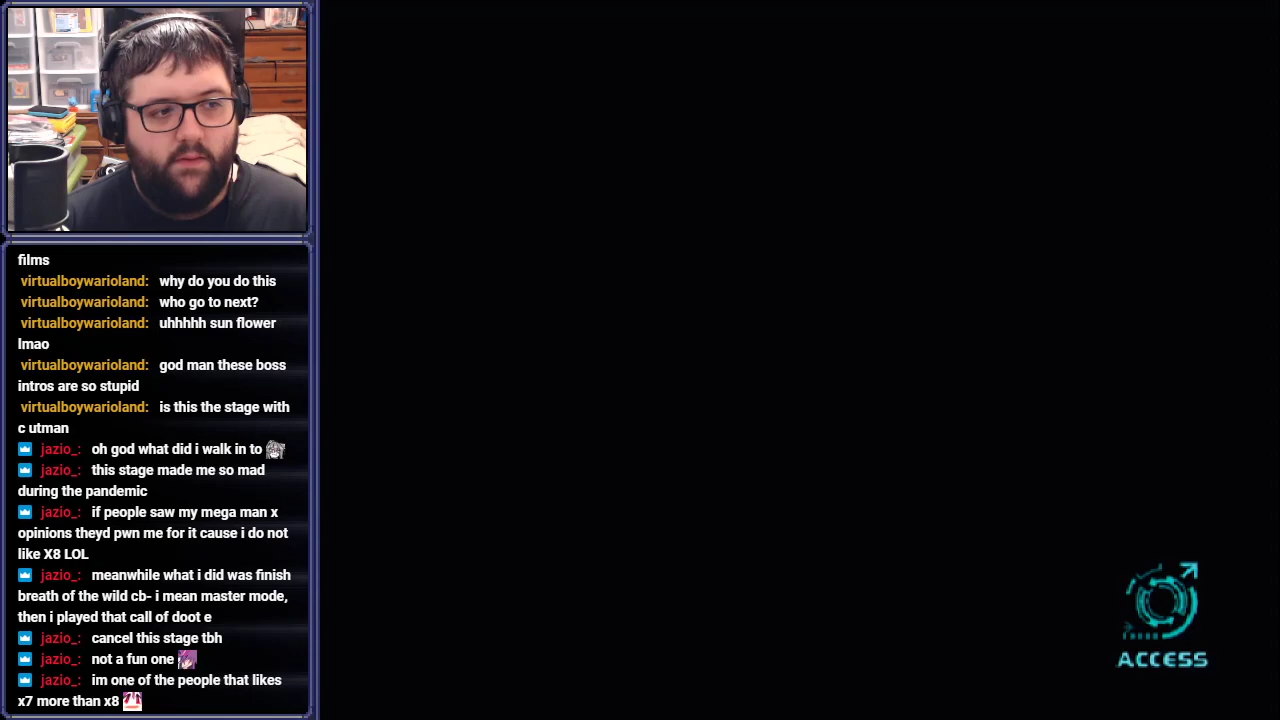 films
virtualboywarioland: why do you do this
virtualboywarioland: who go to next?
virtualboywarioland: uhhhhh sun flower
lmao
virtualboywarioland: god man these boss
intros are so stupid
virtualboywarioland: is this the stage with
c utman
jazio_: oh god what did i walk in to
jazio_: this stage made me so mad
during the pandemic
jazio_: if people saw my mega man x
opinions theyd pwn me for it cause i do not
like X8 LOL
jazio_: meanwhile what i did was finish
breath of the wild cb- i mean master mode,
then i played that call of doot e
jazio_: cancel this stage tbh
jazio_: not a fun one
jazio_: im one of the people that likes
x7 more than x8
ACCESS